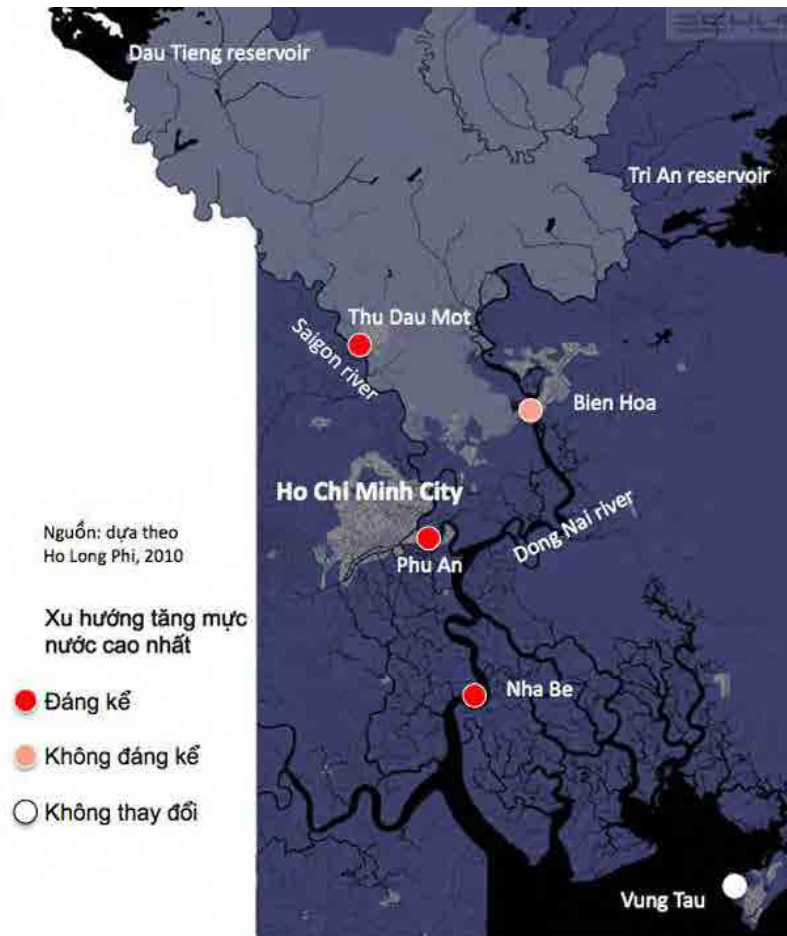 Dau Tieng reservoir
Tri An reservoir
Thu Dau Mot
Saigon river
Bien Hoa
Ho Chi Minh City
Dong Nai river
Nguồn: dựa theo
Ho Long Phi, 2010
Phu An
Xu hướng tăng mực
nước cao nhất
Nha Be
Đáng kể
Không đáng kể
Không thay đổi
Vung Tau